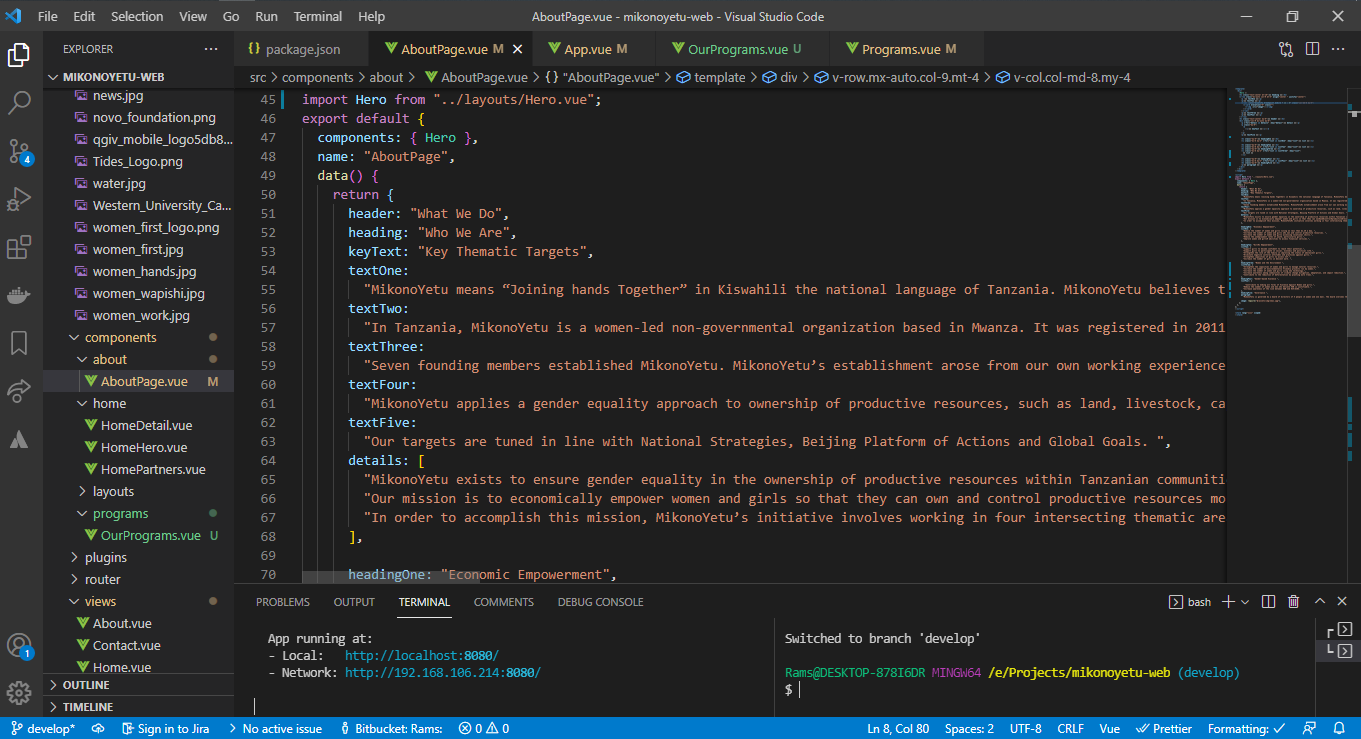 File Edit Selection View Go Run Terminal Help AboutPage.vue - mikonoyetu-web - Visual Studio Code
EXPLORER
MIKONOYETU-WEB
news.jpg
novo_foundation.png
qgiv_mobile_logo5db8...
Tides_Logo.png
water.jpg
Western_University_Ca...
women_first_logo.png
women_first.jpg
women_hands.jpg
women_wapishi.jpg
women_work.jpg
components
about
AboutPage.vue M
home
HomeDetail.vue
HomeHero.vue
HomePartners.vue
layouts
programs
OurPrograms.vue U
plugins
router
views
About.vue
Contact.vue
Home.vue
OUTLINE
TIMELINE
4
1
{} package.json AboutPage.vue M App.vue M OurPrograms.vue U Programs.vue M
src > components > about > AboutPage.vue > {} "AboutPage.vue" > template > div > v-row.mx-auto.col-9.mt-4 > v-col.col-md-8.my-4
45 import Hero from "../layouts/Hero.vue";
46 export default {
47 components: { Hero },
48 name: "AboutPage",
49 data() {
50 return {
51 header: "What We Do",
52 heading: "Who We Are",
53 keyText: "Key Thematic Targets",
54 textOne:
55 "MikonoYetu means “Joining hands Together” in Kiswahili the national language of Tanzania. MikonoYetu believes t
56 textTwo:
57 "In Tanzania, MikonoYetu is a women-led non-governmental organization based in Mwanza. It was registered in 2011
58 textThree:
59 "Seven founding members established MikonoYetu. MikonoYetu’s establishment arose from our own working experience
60 textFour:
61 "MikonoYetu applies a gender equality approach to ownership of productive resources, such as land, livestock, ca
62 textFive:
63 "Our targets are tuned in line with National Strategies, Beijing Platform of Actions and Global Goals. ",
64 details: [
65 "MikonoYetu exists to ensure gender equality in the ownership of productive resources within Tanzanian communiti
66 "Our mission is to economically empower women and girls so that they can own and control productive resources mo
67 "In order to accomplish this mission, MikonoYetu’s initiative involves working in four intersecting thematic are
68 ],
69
70 headingOne: "Economic Empowerment",
PROBLEMS OUTPUT TERMINAL COMMENTS DEBUG CONSOLE bash
App running at:
- Local: http://localhost:8080/
- Network: http://192.168.106.214:8080/
Switched to branch 'develop'
Rams@DESKTOP-878I6DR MINGW64 /e/Projects/mikonoyetu-web (develop)
$
develop* Sign in to Jira No active issue Bitbucket: Rams: 0 0 Ln 8, Col 80 Spaces: 2 UTF-8 CRLF Vue Prettier Formatting: